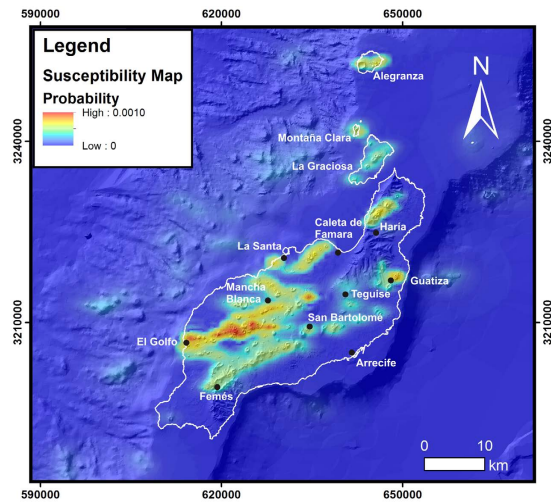 590000 620000 650000
Legend
Susceptibility Map
Probability
High : 0.0010
Low : 0
N
Alegranza
Montaña Clara
La Graciosa
3240000
3240000
Caleta de
Famara
Haría
La Santa
Guatiza
Mancha
Blanca
Teguise
San Bartolome
3210000
3210000
El Golfo
Arrecife
Femés
0 10
km
590000 620000 650000